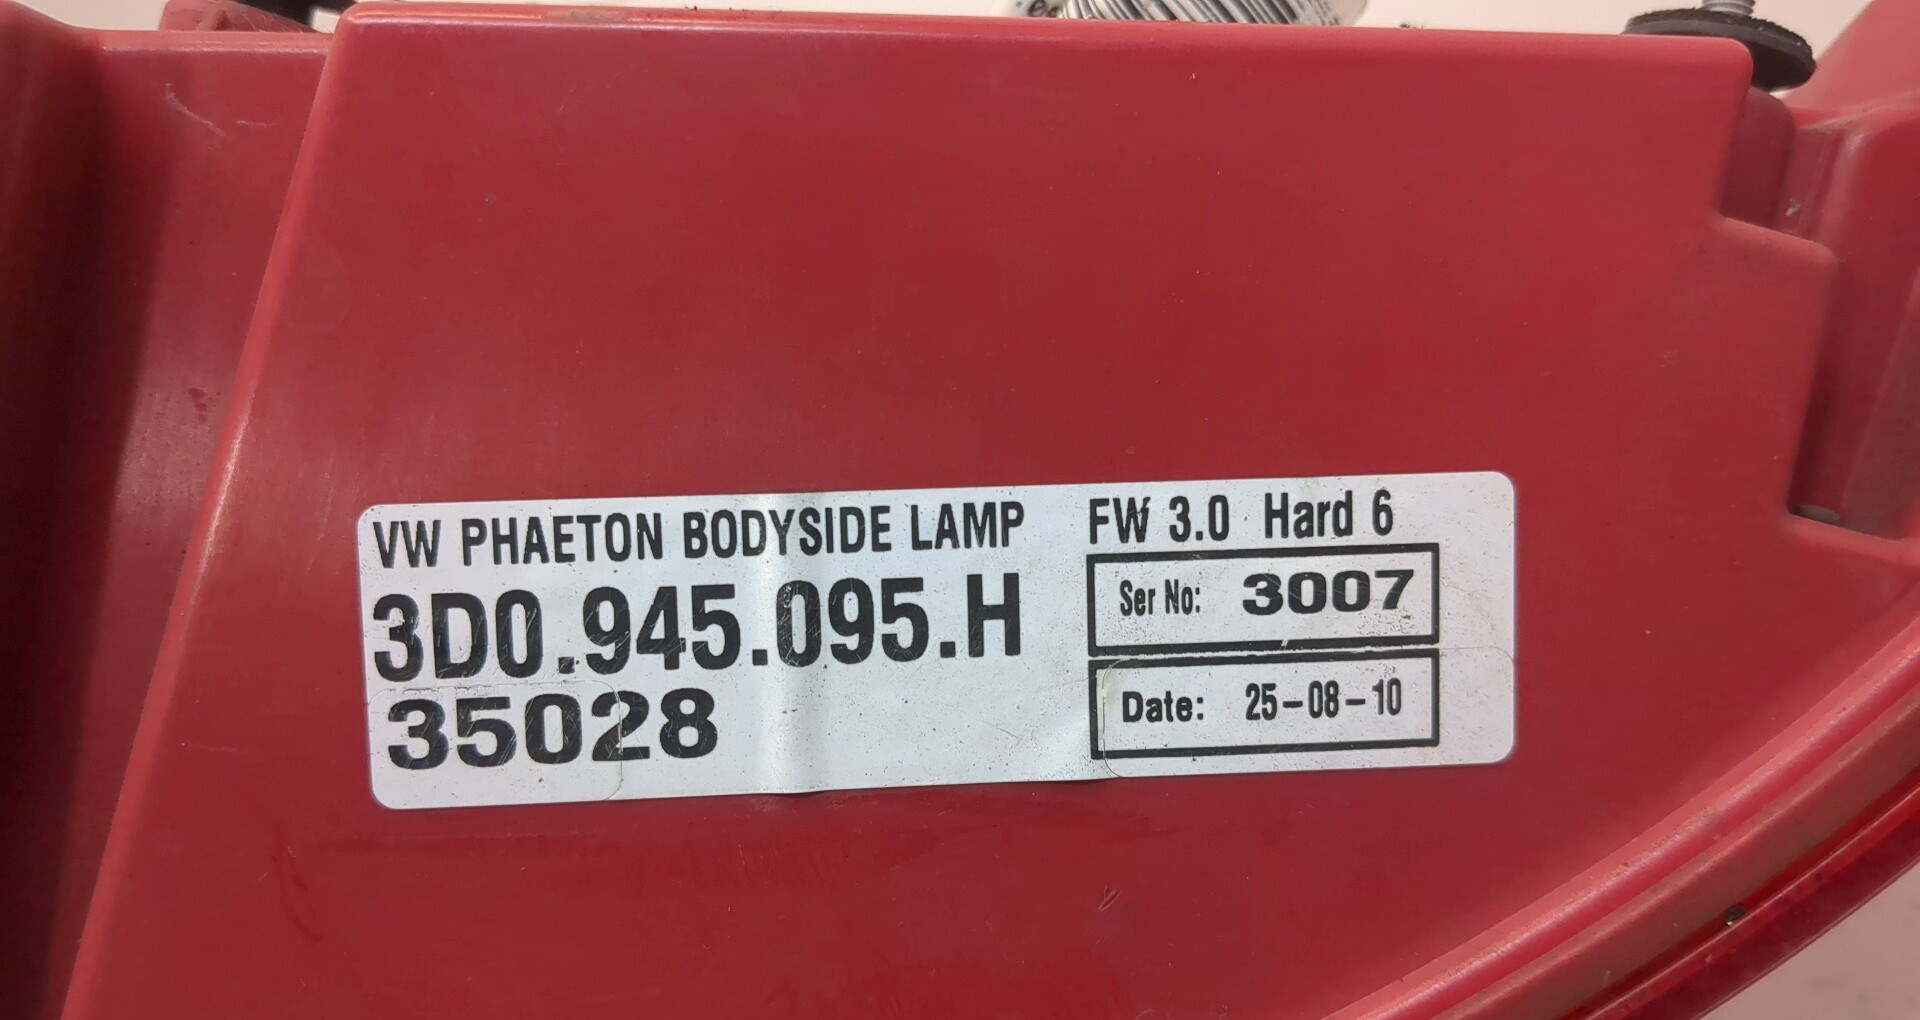 VW PHAETON BODYSIDE LAMP
3D0.945.095.H
35028
FW 3.0 Hard 6
Ser No: 3007
Date: 25-08-10